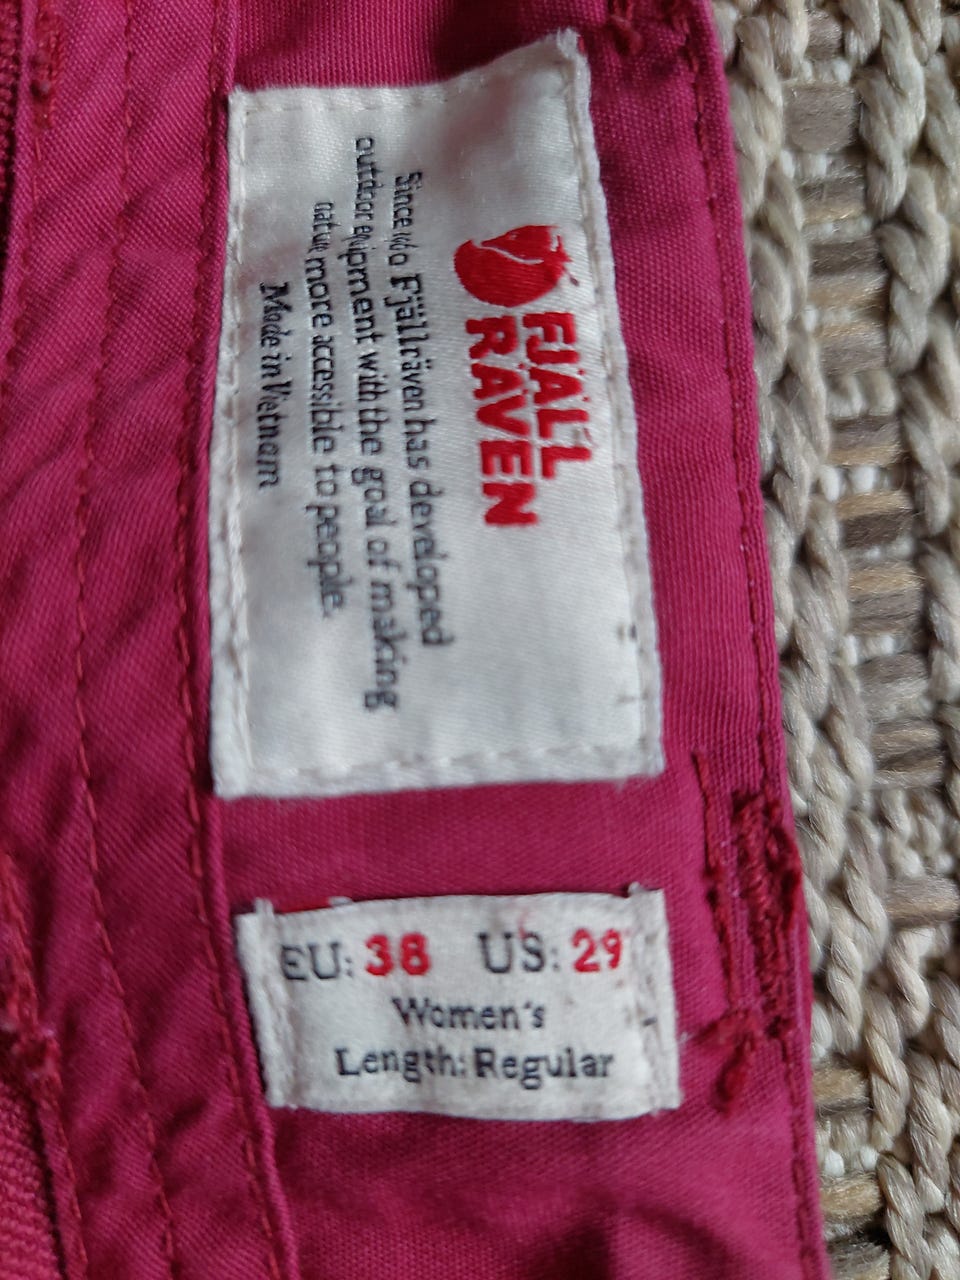 FJÄLL
RÄVEN
Since 1960 Fjällräven has developed
outdoor equipment with the goal of making
nature more accessible to people.
Made in Vietnam
EU: 38 US: 29
Women's
Length: Regular